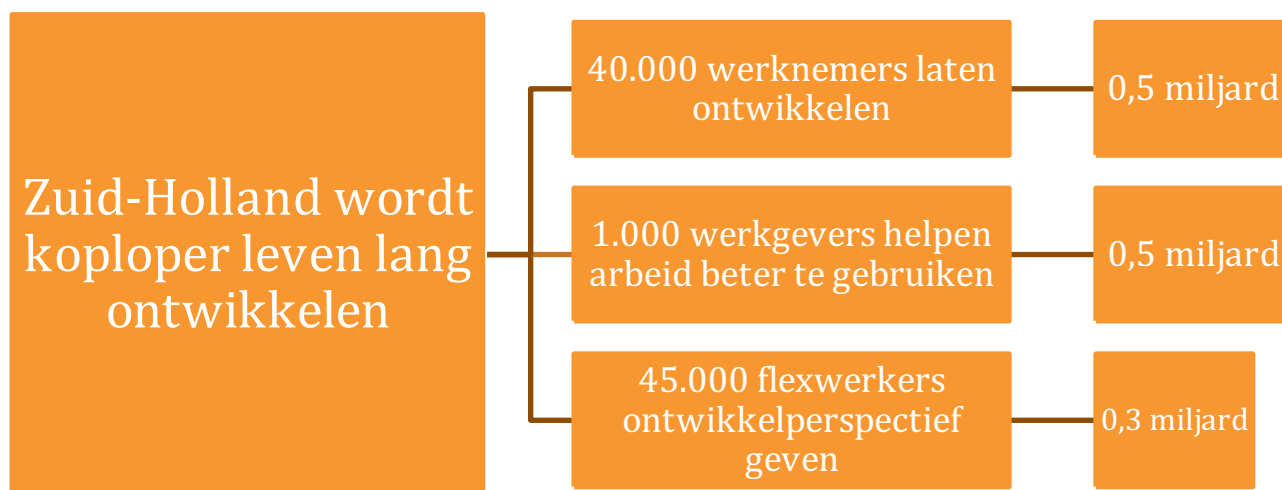 Zuid-Holland wordt
koploper leven lang
ontwikkelen
40.000 werknemers laten
ontwikkelen
0,5 miljard
1.000 werkgevers helpen
arbeid beter te gebruiken
0,5 miljard
45.000 flexwerkers
ontwikkelperspectief
geven
0,3 miljard